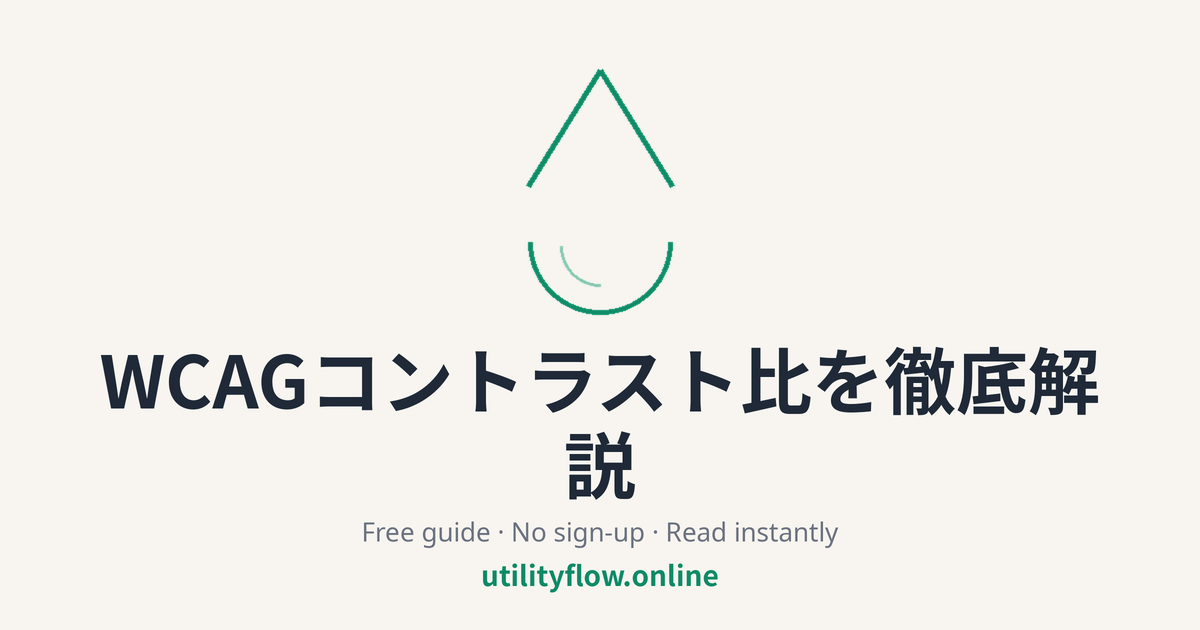 WCAGコントラスト比を徹底解
説
Free guide · No sign-up · Read instantly
utilityflow.online